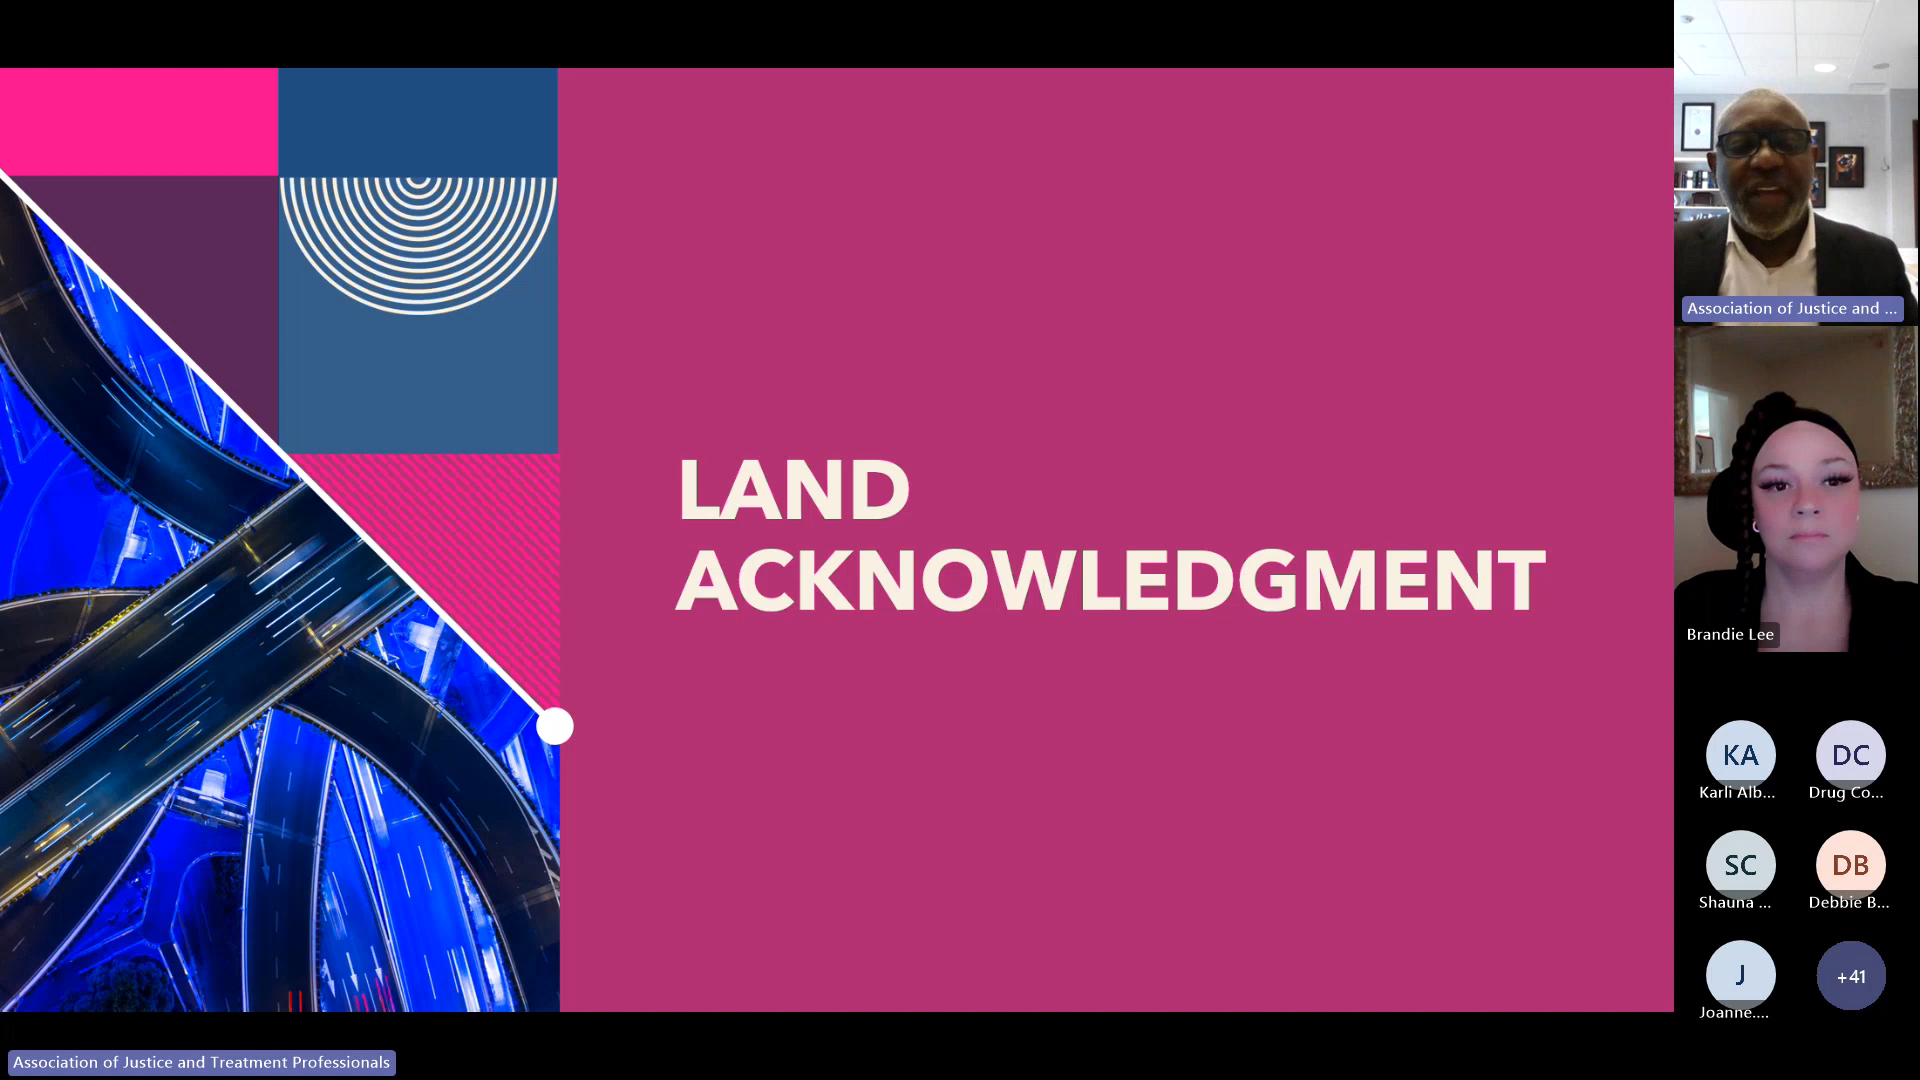 LAND
ACKNOWLEDGMENT
Association of Justice and ...
Brandie Lee
KA
DC
Karli Alb...
Drug Co...
SC
DB
Shauna ...
Debbie B...
J
+41
Joanne....
Association of Justice and Treatment Professionals